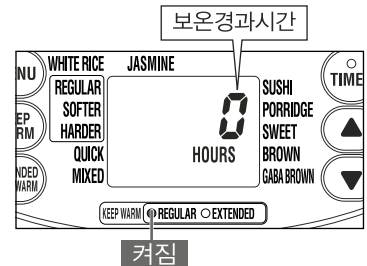 보온경과시간
WHITE RICE JASMINE
NU REGULAR SUSHI TIME
SOFTER PORRIDGE
EP
RM HARDER 0 SWEET
QUICK HOURS BROWN
NDED
WARM MIXED GABA BROWN
KEEP WARM REGULAR EXTENDED
켜짐